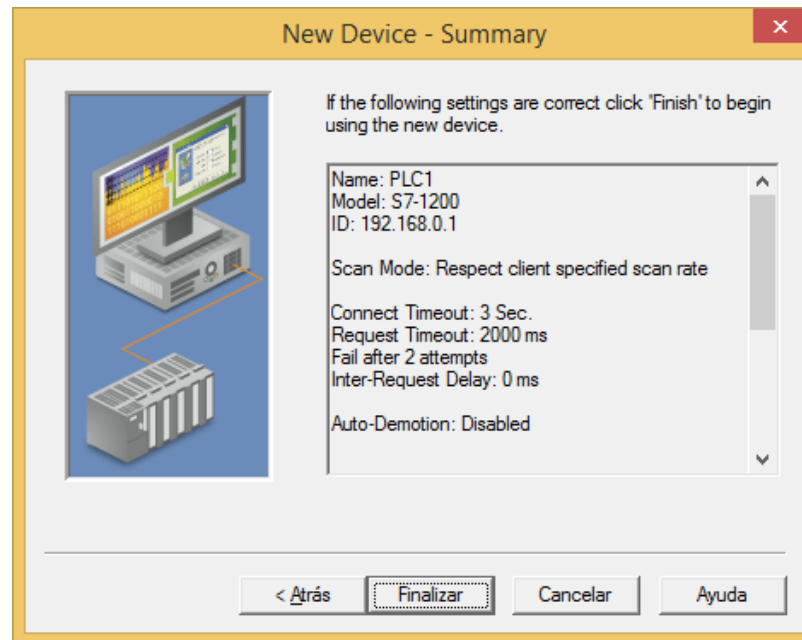 New Device - Summary
If the following settings are correct click 'Finish' to begin
using the new device.
Name: PLC1
Model: S7-1200
ID: 192.168.0.1
Scan Mode: Respect client specified scan rate
Connect Timeout: 3 Sec.
Request Timeout: 2000 ms
Fail after 2 attempts
Inter-Request Delay: 0 ms
Auto-Demotion: Disabled
< Atrás
Finalizar
Cancelar
Ayuda